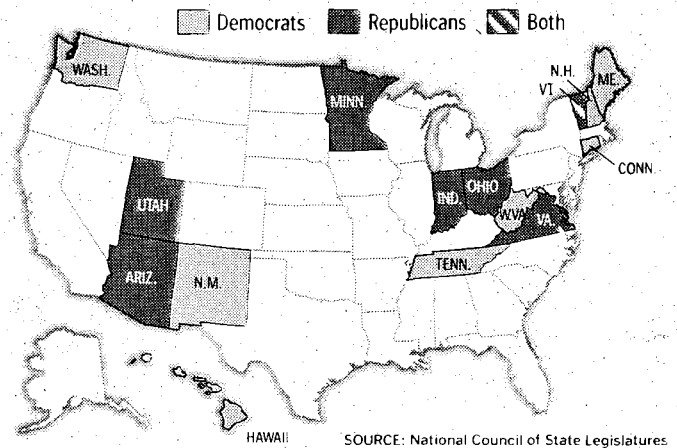 Democrats Republicans Both
WASH.
MINN
N.H.
ME.
VT.
CONN.
UTAH
IND.
OHIO
W.VA.
VA.
ARIZ.
N.M.
TENN.
HAWAII
SOURCE: National Council of State Legislatures